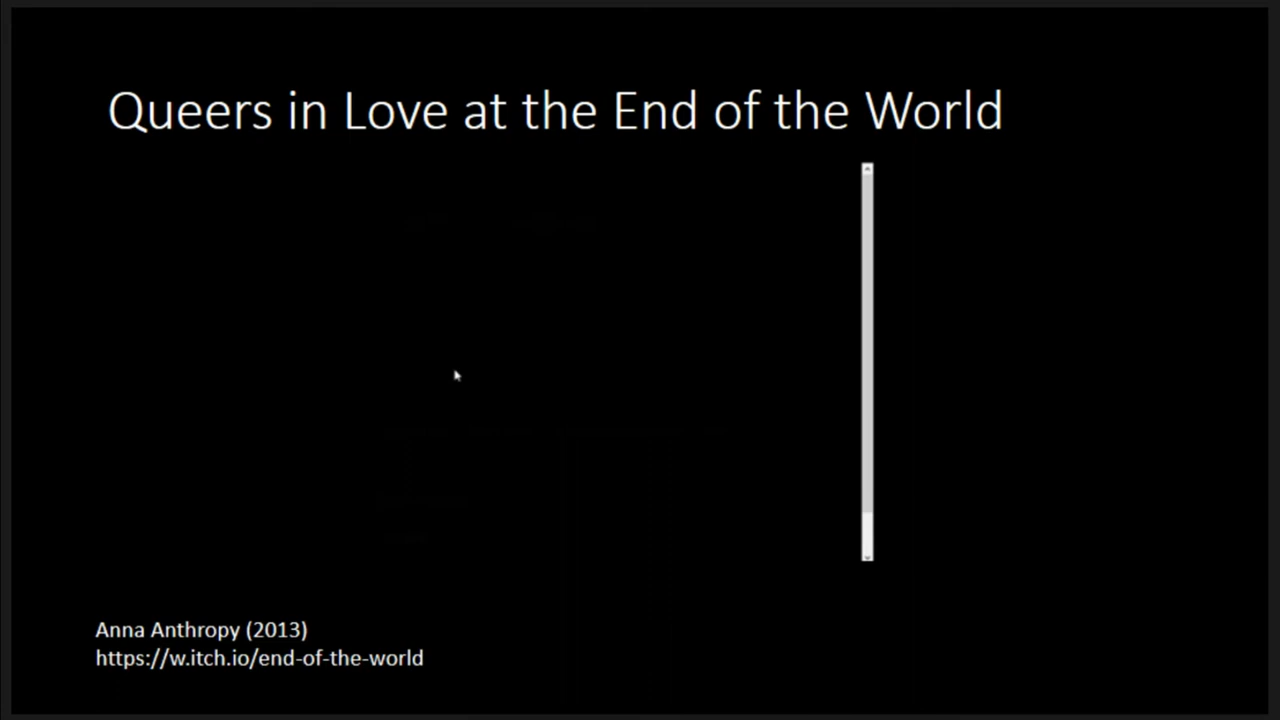 Queers in Love at the End of the World
Anna Anthropy (2013)
https://w.itch.io/end-of-the-world